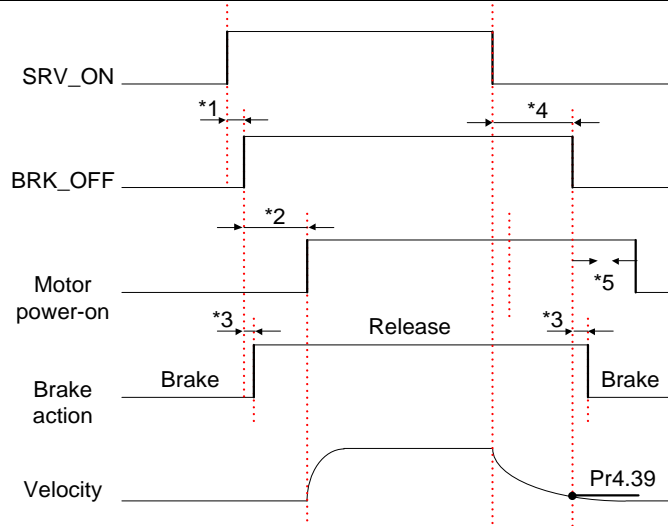 SRV_ON
*1
*4
BRK_OFF
*2
Motor
power-on
*5
*3
Release
*3
Brake
Brake
Brake
action
Pr4.39
Velocity